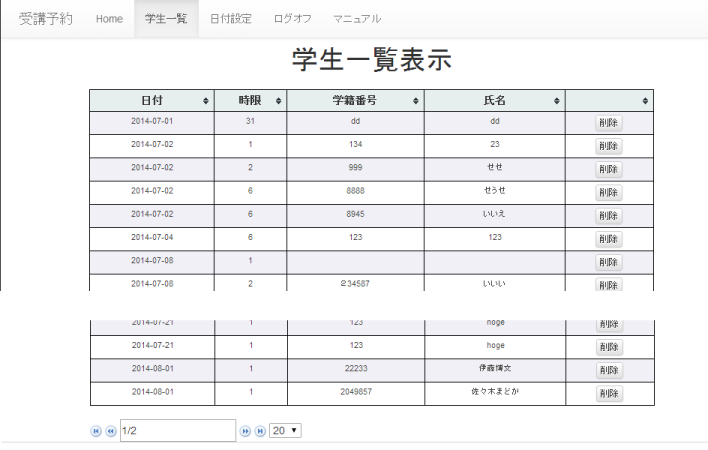 受講予約 Home 学生一覧 日付設定 ログオフ マニュアル
学生一覧表示
日付 時限 学籍番号 氏名
2014-07-01 31 dd dd 削除
2014-07-02 1 134 23 削除
2014-07-02 2 999 せせ 削除
2014-07-02 6 8888 せうせ 削除
2014-07-02 6 8945 いいえ 削除
2014-07-04 6 123 123 削除
2014-07-08 1 削除
2014-07-08 2 234587 いいい 削除
2014-07-21 1 123 hoge 削除
2014-07-21 1 123 hoge 削除
2014-08-01 1 22233 伊藤博文 削除
2014-08-01 1 2049857 佐々木まどか 削除
1/2 20